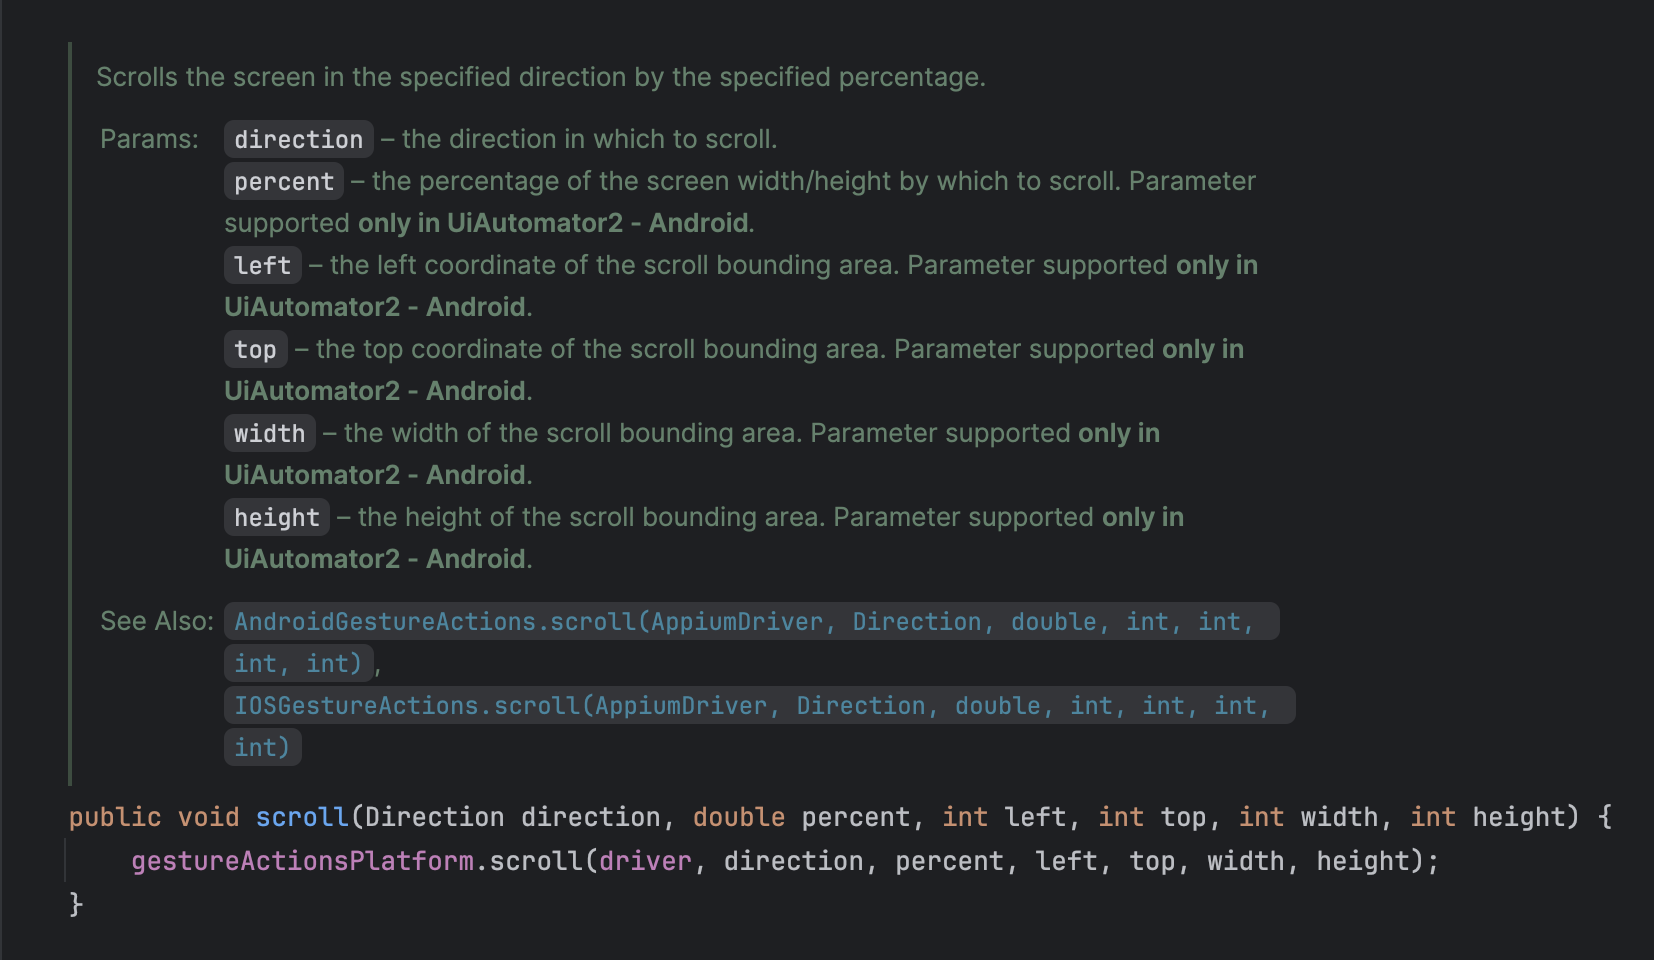 Scrolls the screen in the specified direction by the specified percentage.
Params: direction – the direction in which to scroll.
percent – the percentage of the screen width/height by which to scroll. Parameter
supported only in UiAutomator2 - Android.
left – the left coordinate of the scroll bounding area. Parameter supported only in
UiAutomator2 - Android.
top – the top coordinate of the scroll bounding area. Parameter supported only in
UiAutomator2 - Android.
width – the width of the scroll bounding area. Parameter supported only in
UiAutomator2 - Android.
height – the height of the scroll bounding area. Parameter supported only in
UiAutomator2 - Android.
See Also: AndroidGestureActions.scroll(AppiumDriver, Direction, double, int, int,
int, int),
IOSGestureActions.scroll(AppiumDriver, Direction, double, int, int, int,
int)
public void scroll(Direction direction, double percent, int left, int top, int width, int height) {
gestureActionsPlatform.scroll(driver, direction, percent, left, top, width, height);
}